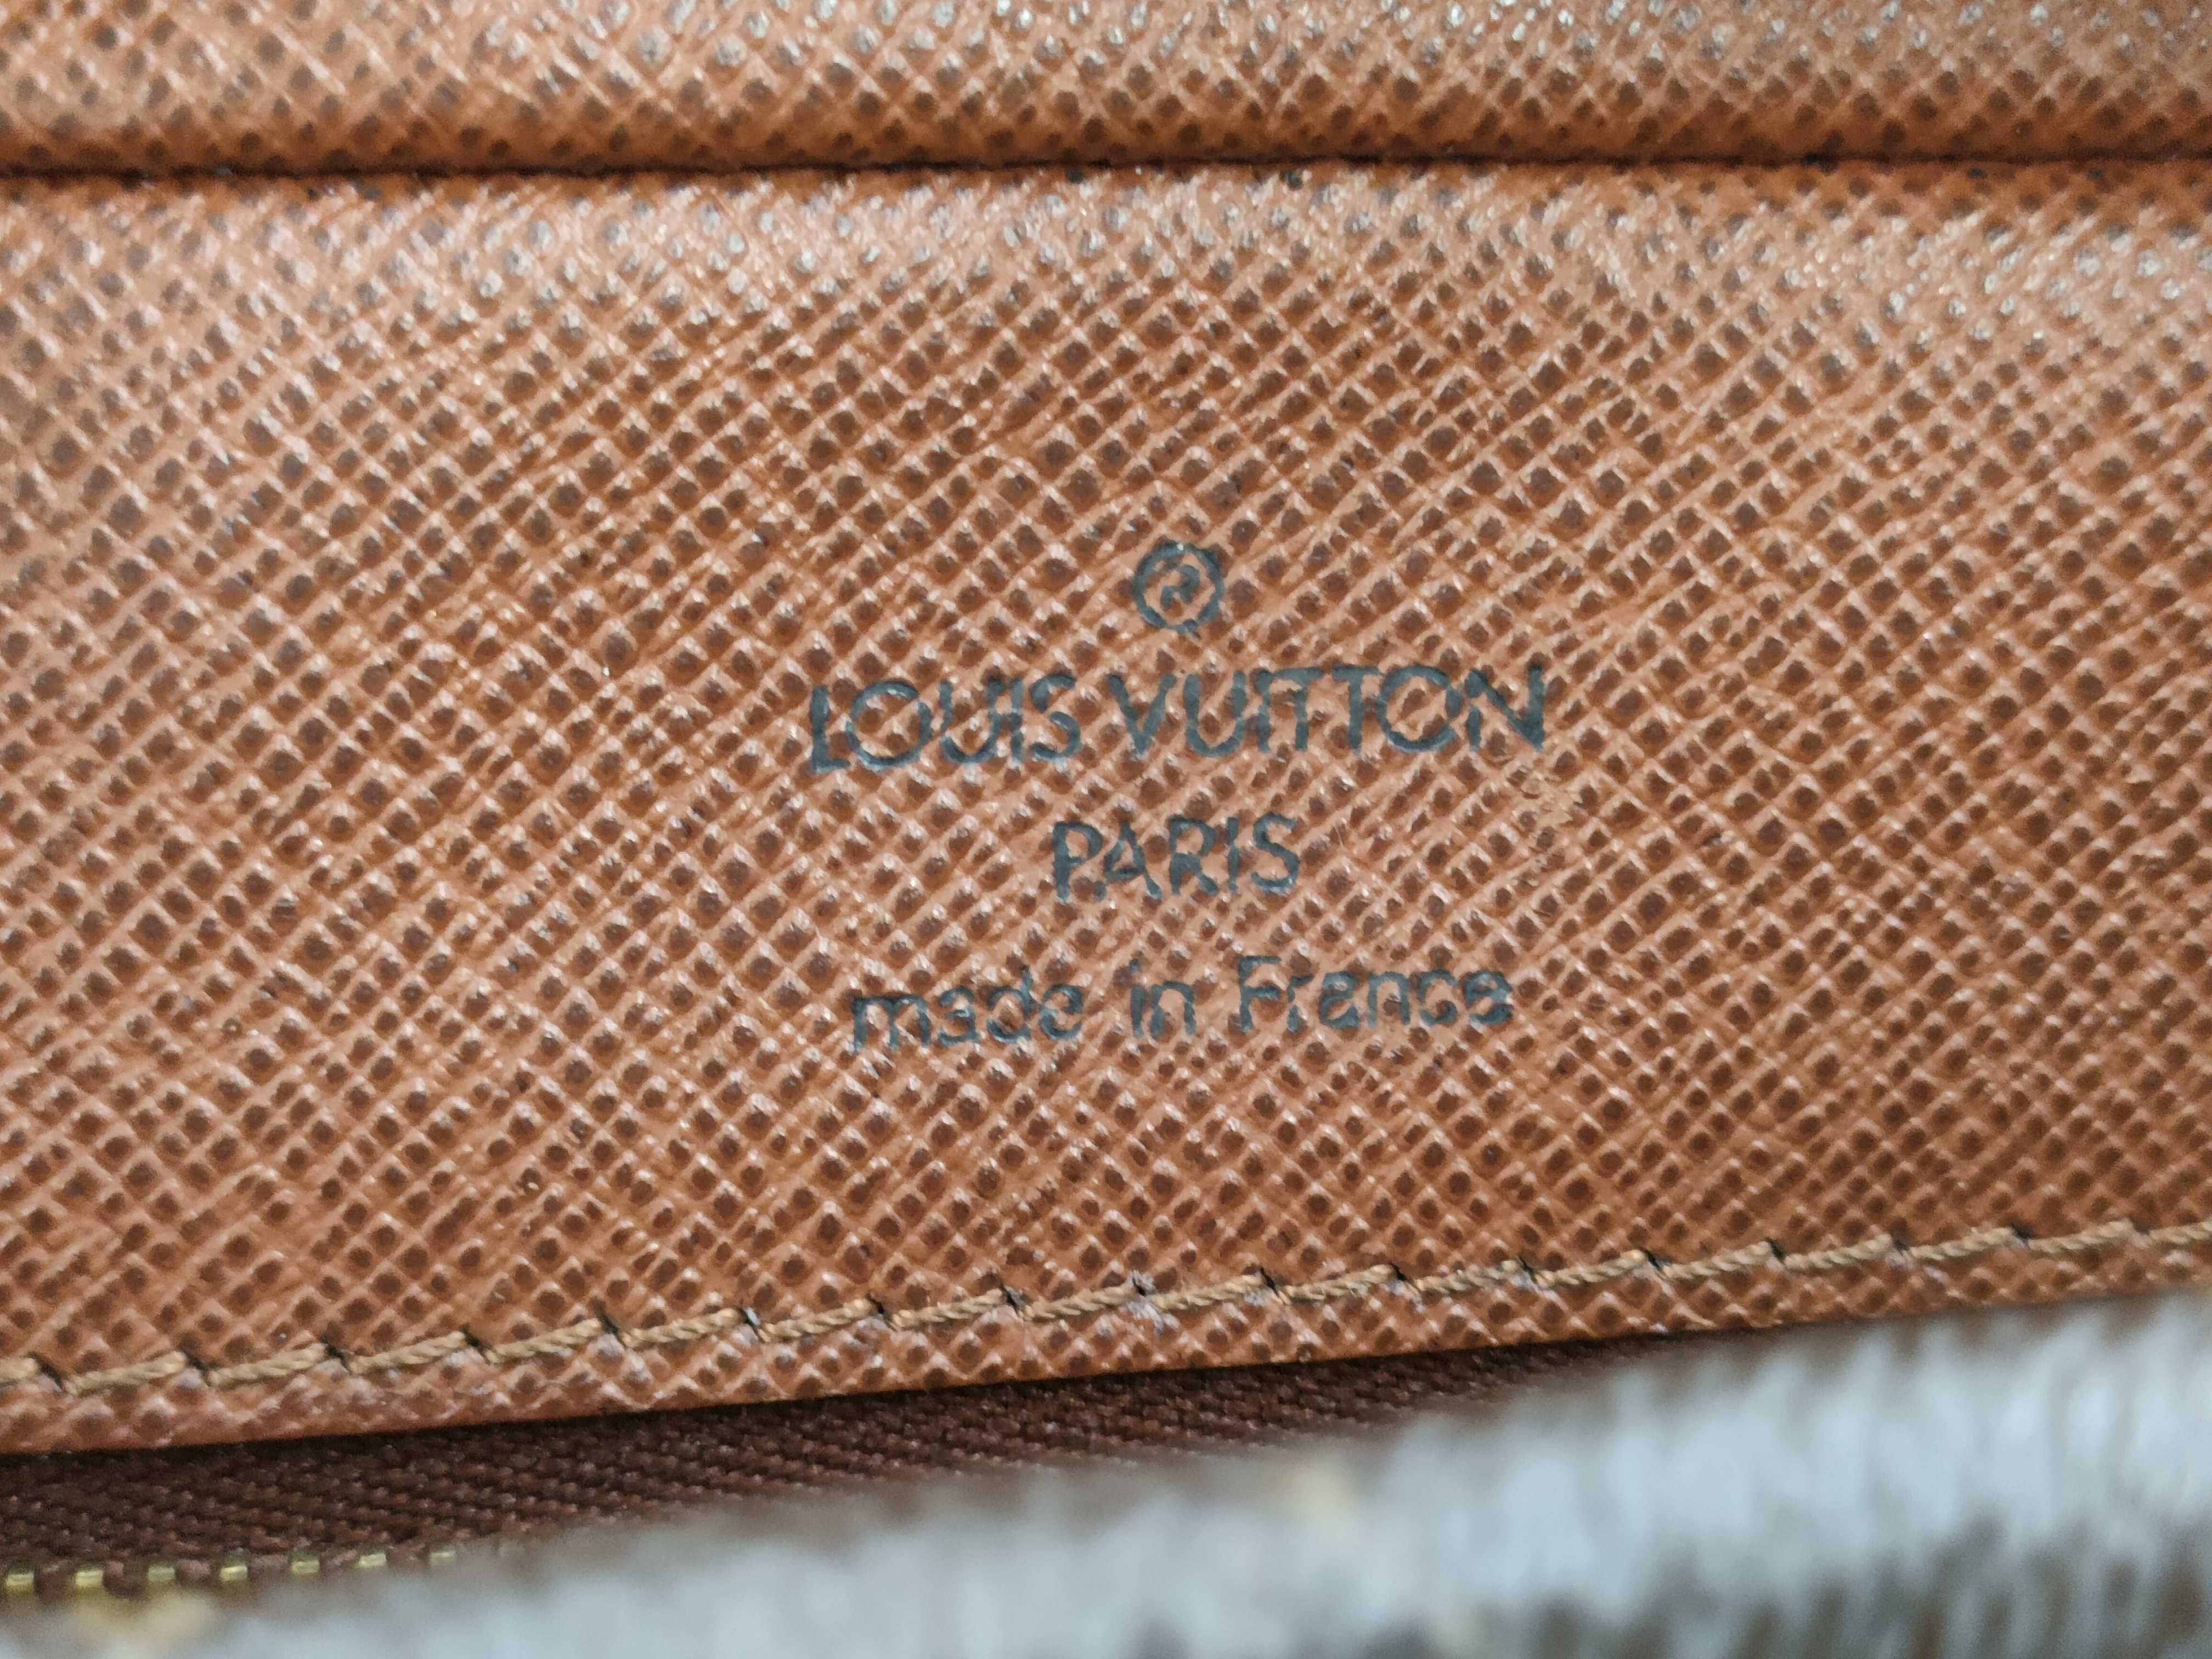 ®
LOUIS VUITTON
PARIS
made in France